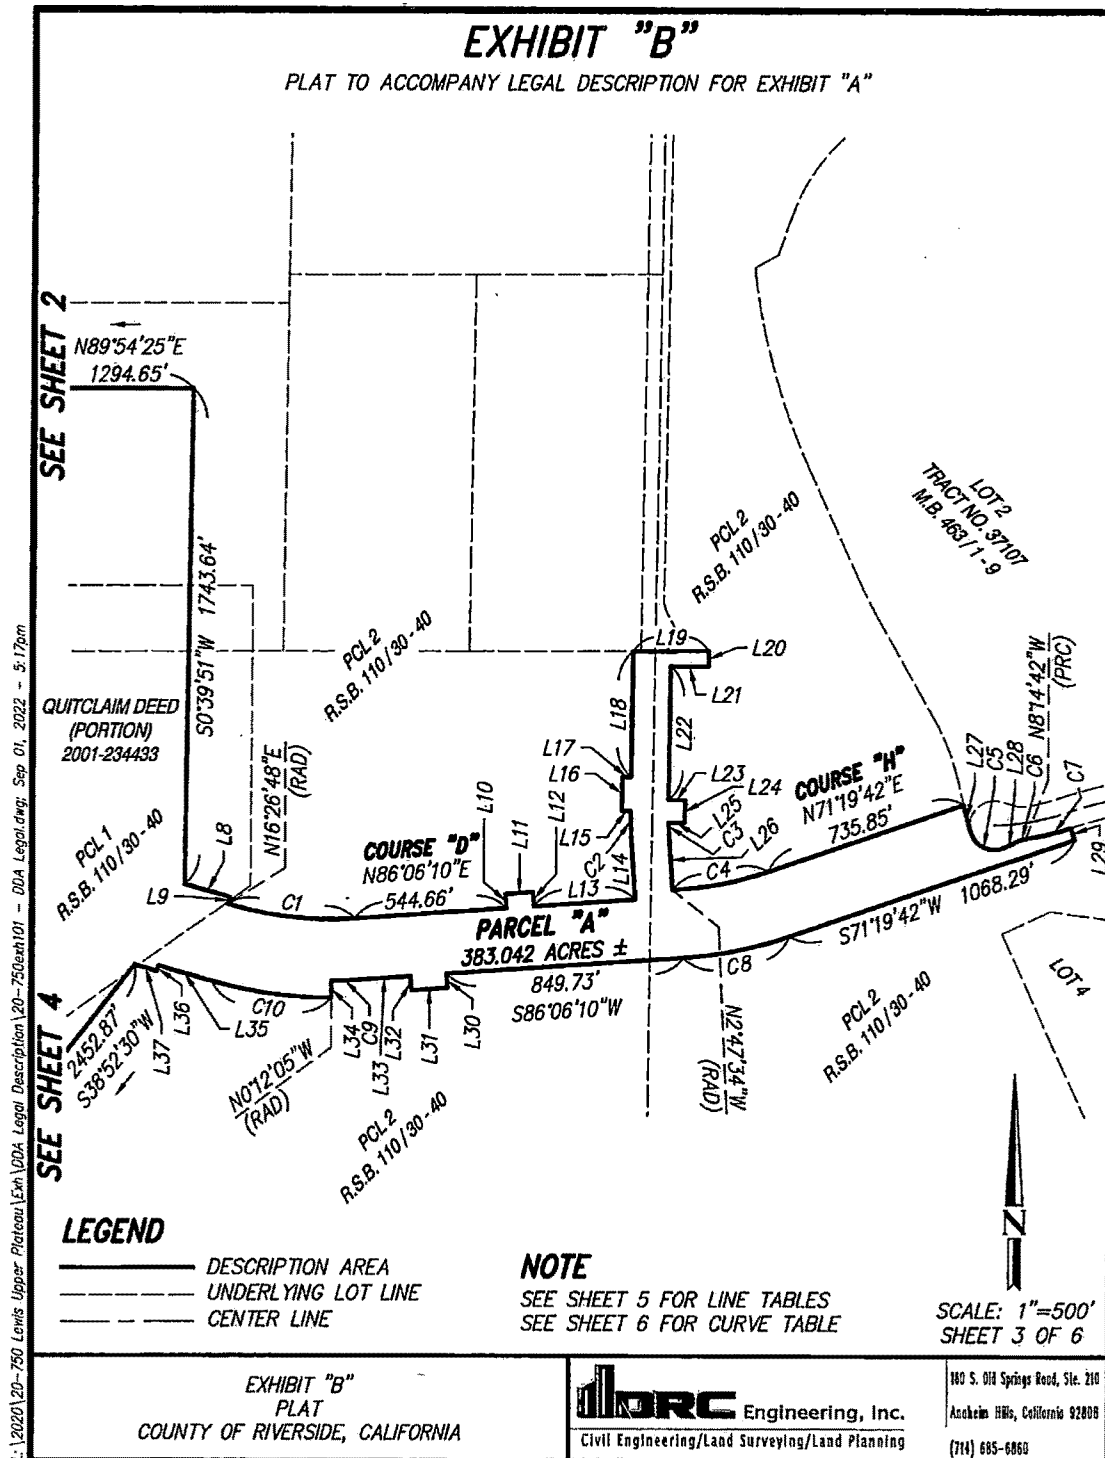 EXHIBIT "B"
PLAT TO ACCOMPANY LEGAL DESCRIPTION FOR EXHIBIT "A"
SEE SHEET 2
N89°54'25"E
1294.65'
S0°39'51"W 1743.64'
QUITCLAIM DEED
(PORTION)
2001-234433
PCL 1
R.S.B. 110/30-40
L8
L9
N16°26'48"E
(RAD)
C1
PCL 2
R.S.B. 110/30-40
COURSE "D"
N86°06'10"E
544.66'
L10
L11
L12
L13
L14
C2
L15
L16
L17
L18
L19
L20
L21
L22
L23
L24
L25
C3
L26
C4
PCL 2
R.S.B. 110/30-40
LOT 2
TRACT NO. 37107
M.B. 463/1-9
COURSE "H"
N71°19'42"E
735.85'
L27
C5
L28
C6
N8°14'42"W
(PRC)
C7
L29
S71°19'42"W 1068.29'
C8
PARCEL "A"
383.042 ACRES ±
849.73'
S86°06'10"W
N2°47'34"W
(RAD)
L30
L31
L32
L33
C9
L34
N0°12'05"W
(RAD)
C10
L35
L36
L37
2452.87'
S38°52'30"W
SEE SHEET 4
PCL 2
R.S.B. 110/30-40
PCL 2
R.S.B. 110/30-40
LOT 4
N
LEGEND
DESCRIPTION AREA
UNDERLYING LOT LINE
CENTER LINE
NOTE
SEE SHEET 5 FOR LINE TABLES
SEE SHEET 6 FOR CURVE TABLE
SCALE: 1"=500'
SHEET 3 OF 6
EXHIBIT "B"
PLAT
COUNTY OF RIVERSIDE, CALIFORNIA
DRC Engineering, Inc.
Civil Engineering/Land Surveying/Land Planning
160 S. Old Springs Road, Ste. 210
Anaheim Hills, California 92808
(714) 685-6860
:\2020\20-750 Lewis Upper Plateau\Exh\DDA Legal Description\20-750exh101 - DDA Legal.dwg; Sep 01, 2022 - 5:17pm